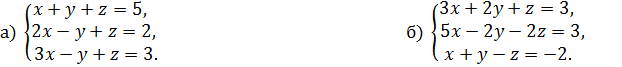 а) { x + y + z = 5,
2x − y + z = 2,
3x − y + z = 3.
б) { 3x + 2y + z = 3,
5x − 2y − 2z = 3,
x + y − z = −2.